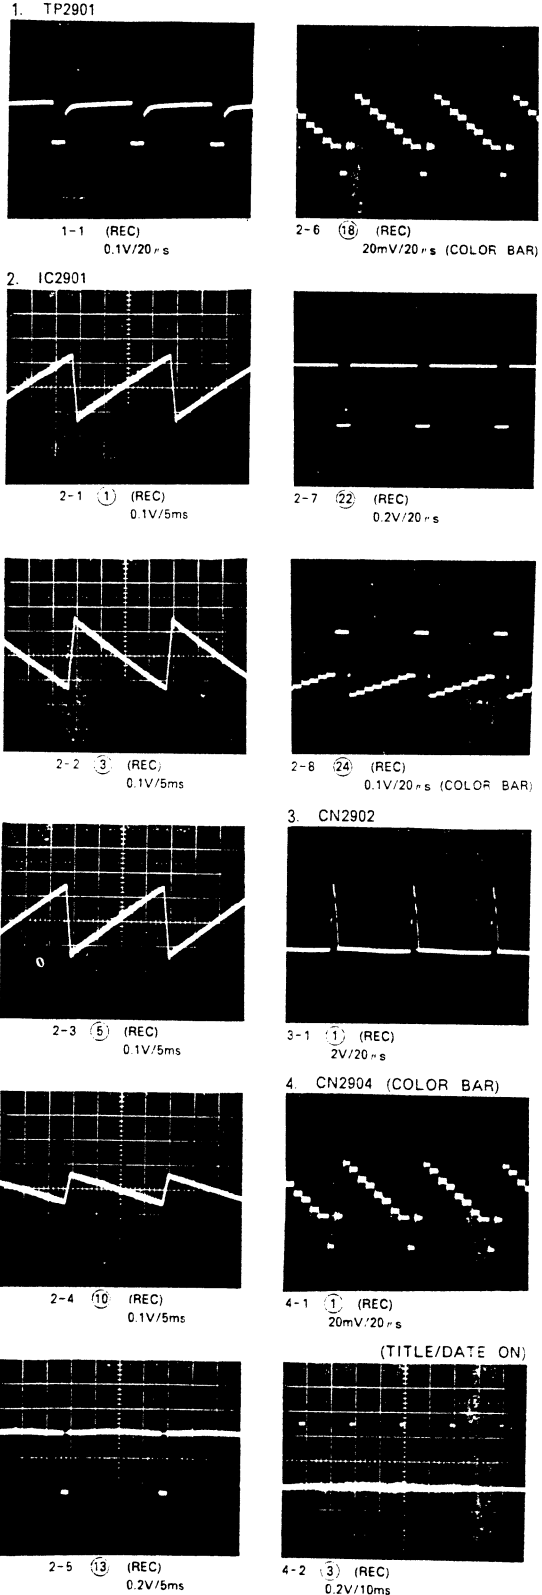 1. TP2901
1-1 (REC)
0.1V/20μs
2. IC2901
2-1 ① (REC)
0.1V/5ms
2-2 ③ (REC)
0.1V/5ms
2-3 ⑤ (REC)
0.1V/5ms
2-4 ⑩ (REC)
0.1V/5ms
2-5 ⑬ (REC)
0.2V/5ms
2-6 ⑱ (REC)
20mV/20μs (COLOR BAR)
2-7 ㉒ (REC)
0.2V/20μs
2-8 ㉔ (REC)
0.1V/20μs (COLOR BAR)
3. CN2902
3-1 ① (REC)
2V/20μs
4. CN2904 (COLOR BAR)
4-1 ① (REC)
20mV/20μs
(TITLE/DATE ON)
4-2 ③ (REC)
0.2V/10ms